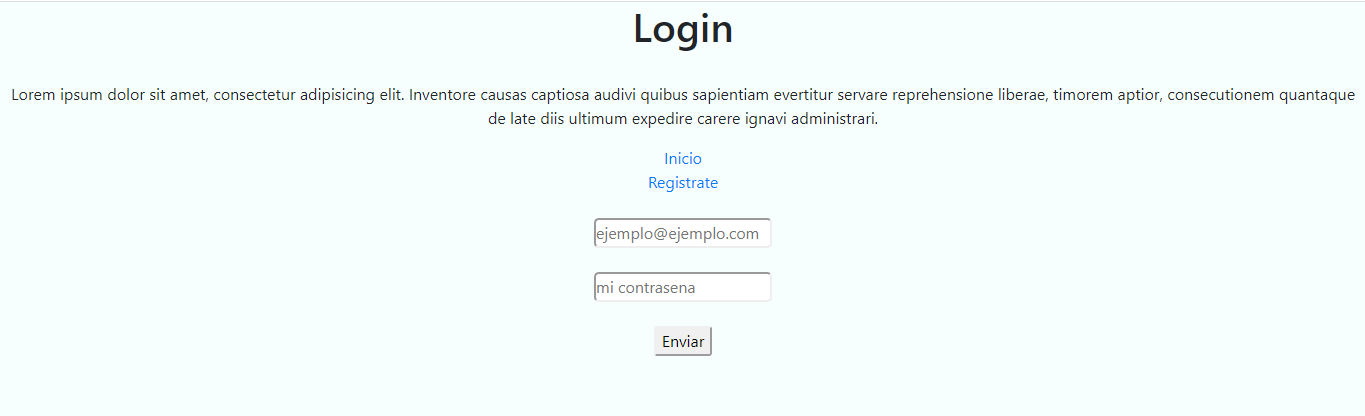 Login
Lorem ipsum dolor sit amet, consectetur adipisicing elit. Inventore causas captiosa audivi quibus sapientiam evertitur servare reprehensione liberae, timorem aptior, consecutionem quantaque
de late diis ultimum expedire carere ignavi administrari.
Inicio
Registrate
ejemplo@ejemplo.com
mi contrasena
Enviar